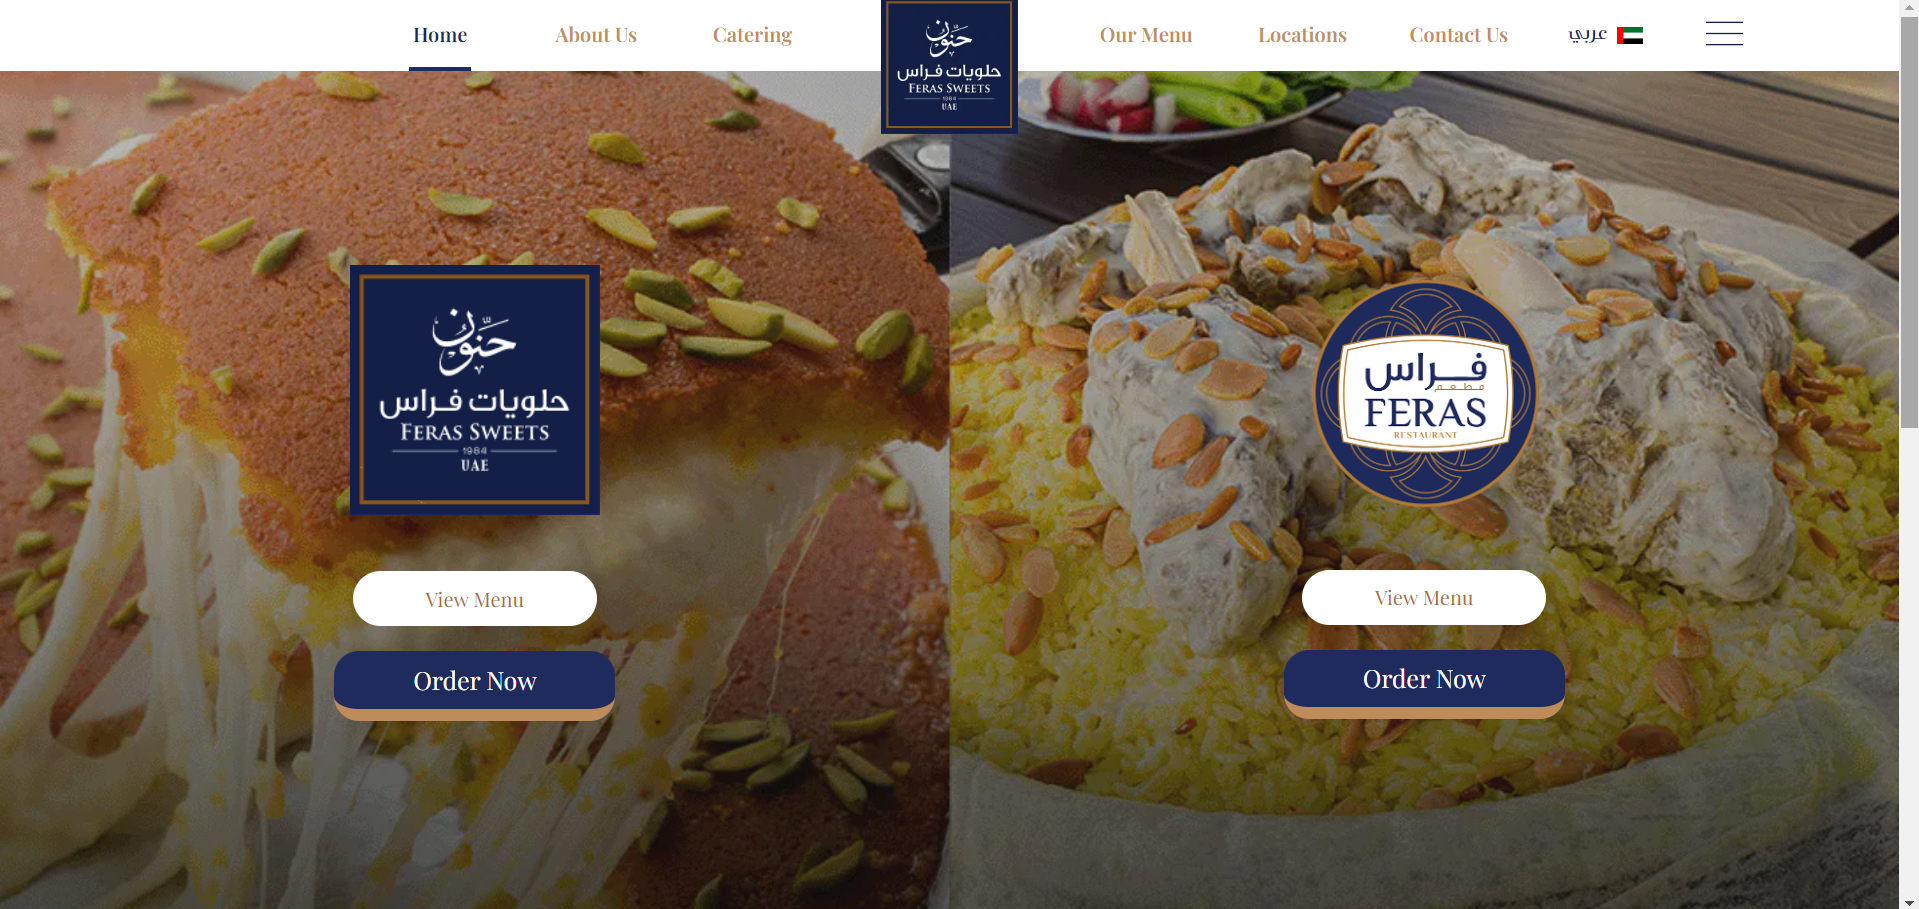 Home
About Us
Catering
حنون
حلويات فراس
FERAS SWEETS
1984
UAE
Our Menu
Locations
Contact Us
عربي
حنون
حلويات فراس
FERAS SWEETS
1984
UAE
View Menu
Order Now
فراس
مطعم
FERAS
RESTAURANT
View Menu
Order Now